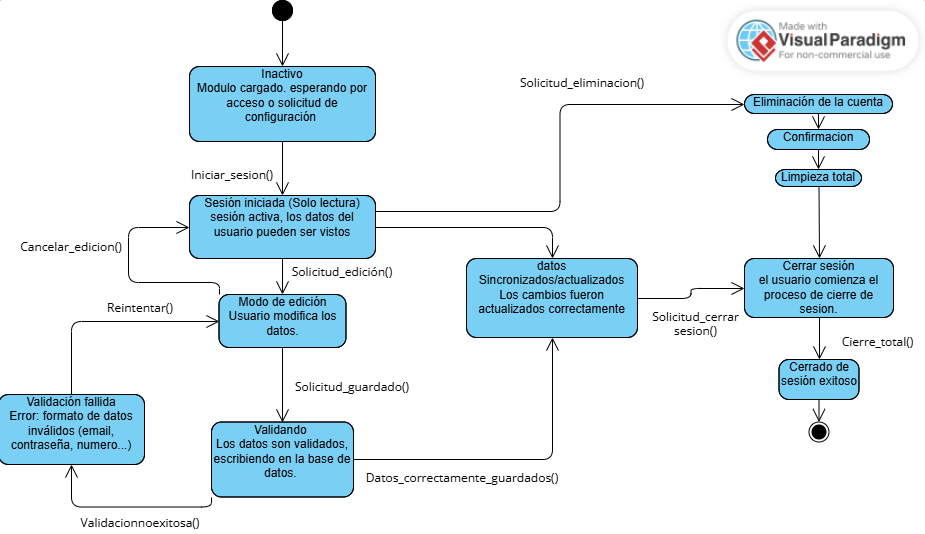 Made with
Visual Paradigm
For non-commercial use
Inactivo
Modulo cargado. esperando por
acceso o solicitud de
configuración
Solicitud_eliminacion()
Eliminación de la cuenta
Confirmacion
Limpieza total
Iniciar_sesion()
Sesión iniciada (Solo lectura)
sesión activa, los datos del
usuario pueden ser vistos
Cancelar_edicion()
Solicitud_edición()
datos
Sincronizados/actualizados
Los cambios fueron
actualizados correctamente
Cerrar sesión
el usuario comienza el
proceso de cierre de
sesion.
Modo de edición
Usuario modifica los
datos.
Reintentar()
Solicitud_cerrar
sesion()
Cierre_total()
Cerrado de
sesión exitoso
Solicitud_guardado()
Validación fallida
Error: formato de datos
inválidos (email,
contraseña, numero...)
Validando
Los datos son validados,
escribiendo en la base de
datos.
Datos_correctamente_guardados()
Validacionnoexitosa()